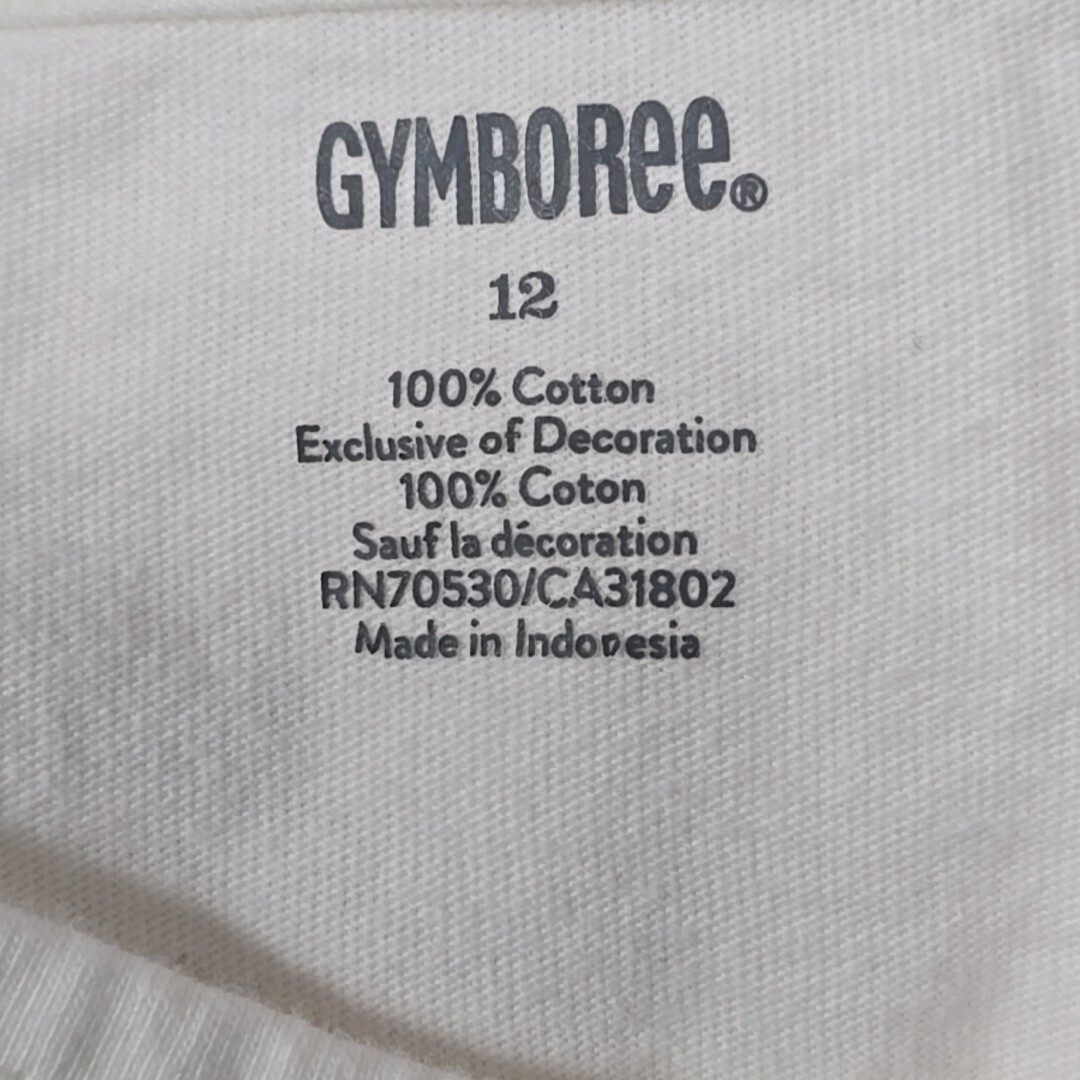 GYMBOREE®
12
100% Cotton
Exclusive of Decoration
100% Coton
Sauf la décoration
RN70530/CA31802
Made in Indonesia